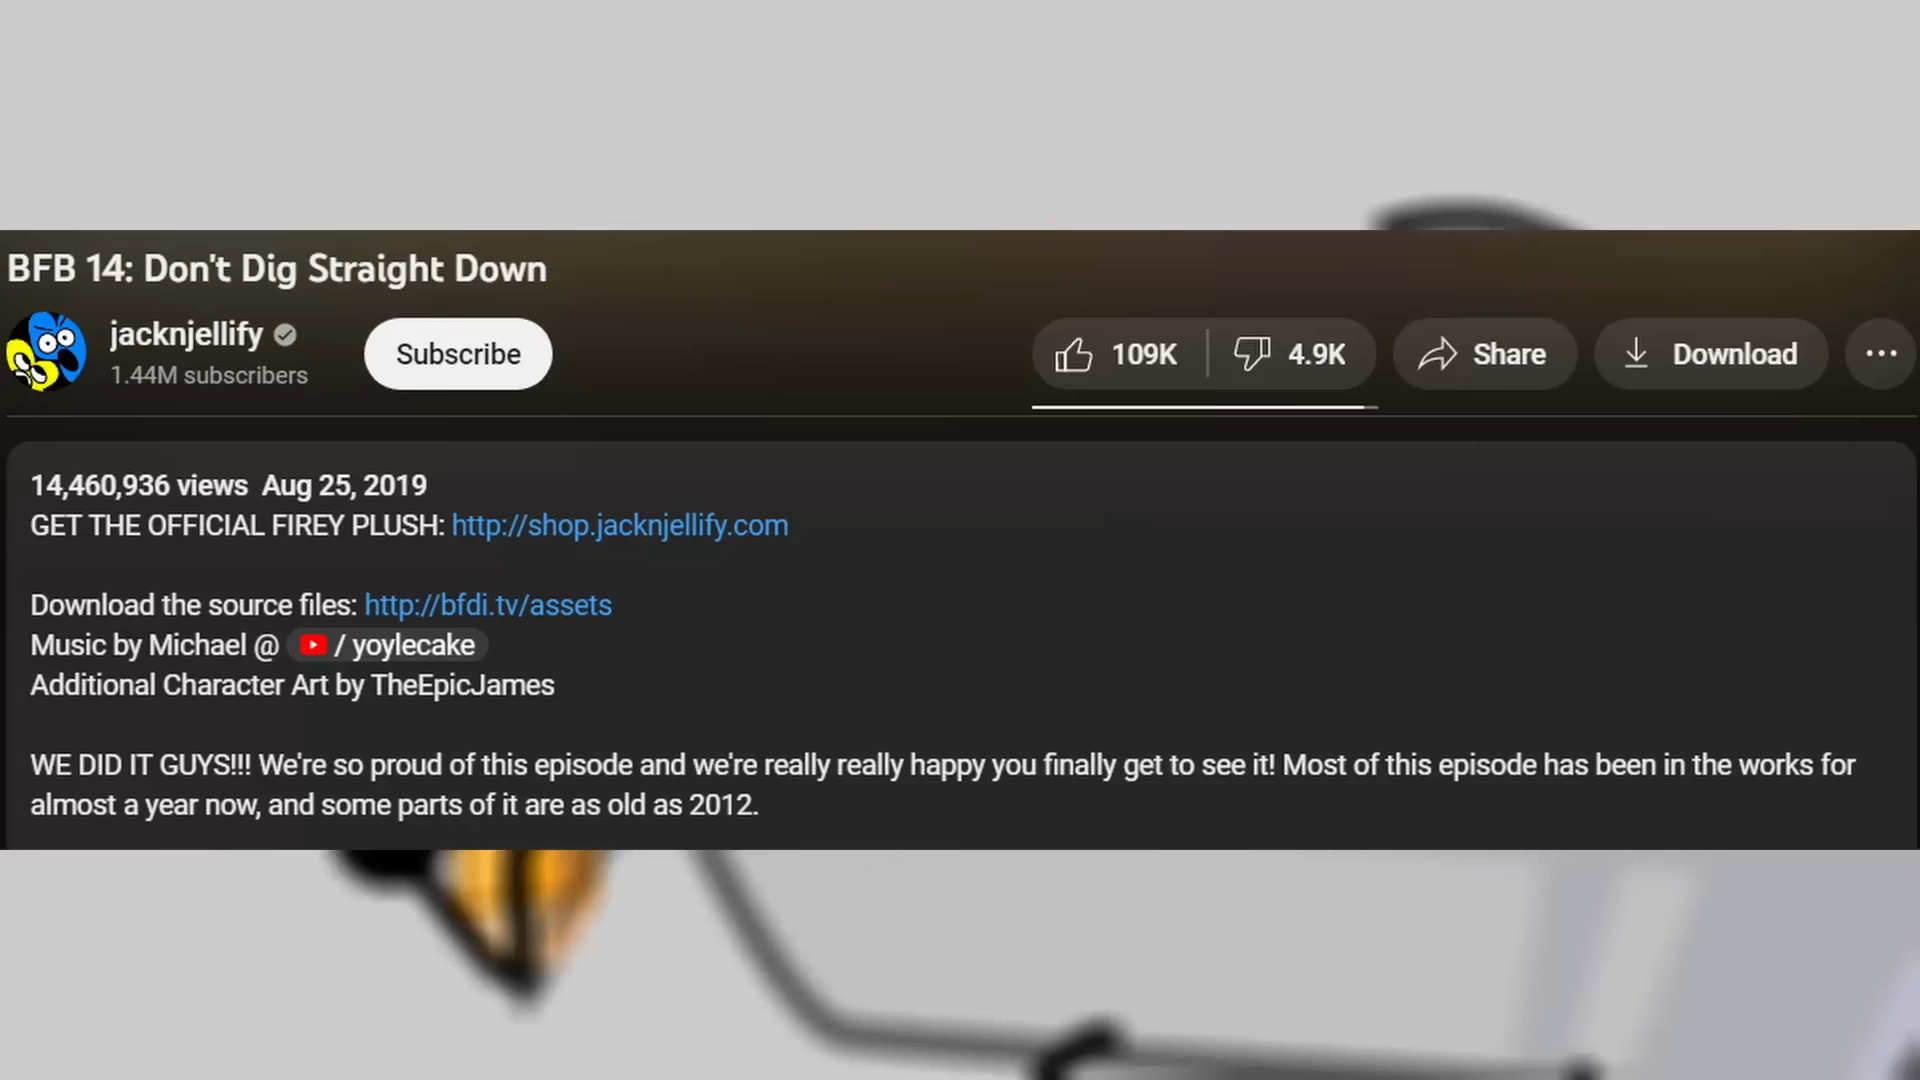 BFB 14: Don't Dig Straight Down
jacknjellify
1.44M subscribers
Subscribe
109K
4.9K
Share
Download
14,460,936 views Aug 25, 2019
GET THE OFFICIAL FIREY PLUSH: http://shop.jacknjellify.com
Download the source files: http://bfdi.tv/assets
Music by Michael @ / yoylecake
Additional Character Art by TheEpicJames
WE DID IT GUYS!!! We're so proud of this episode and we're really really happy you finally get to see it! Most of this episode has been in the works for
almost a year now, and some parts of it are as old as 2012.